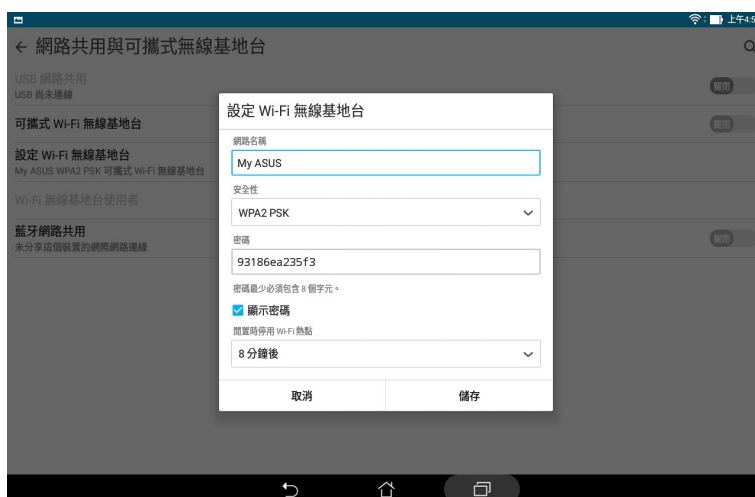 上午4:5
網路共用與可攜式無線基地台
USB 網路共用
USB 尚未連線
關閉
可攜式 Wi-Fi 無線基地台
關閉
設定 Wi-Fi 無線基地台
My ASUS WPA2 PSK 可攜式 Wi-Fi 無線基地台
Wi-Fi 無線基地台使用者
藍牙網路共用
未分享這個裝置的網際網路連線
關閉
設定 Wi-Fi 無線基地台
網路名稱
My ASUS
安全性
WPA2 PSK
密碼
93186ea235f3
密碼最少必須包含 8 個字元。
顯示密碼
閒置時停用 Wi-Fi 熱點
8 分鐘後
取消
儲存